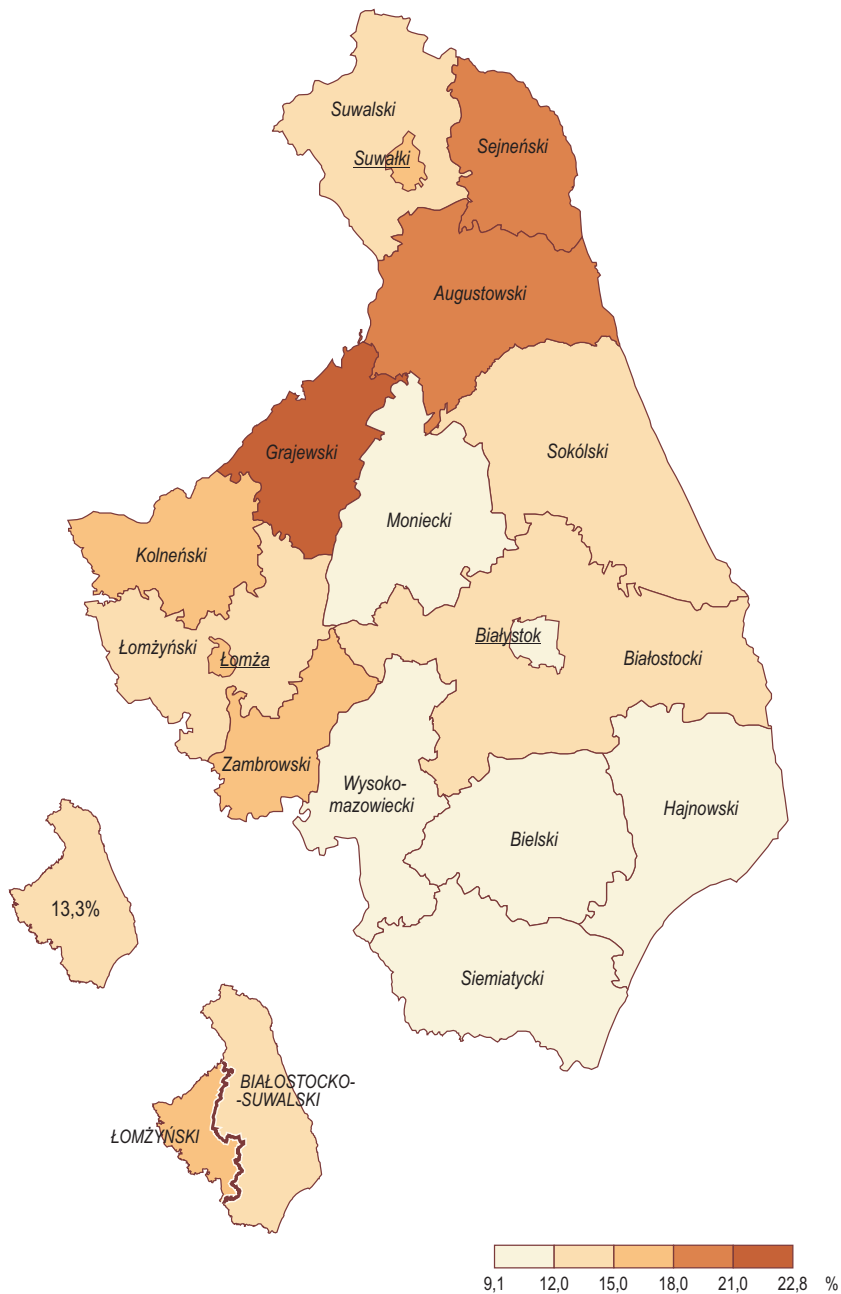 Suwalski
Suwałki
Sejneński
Augustowski
Grajewski
Sokólski
Moniecki
Kolneński
Łomżyński
Łomża
Białystok
Białostocki
Zambrowski
Wysoko-
mazowiecki
Hajnowski
Bielski
13,3%
Siemiatycki
BIAŁOSTOCKO-
-SUWALSKI
ŁOMŻYŃSKI
9,1 12,0 15,0 18,0 21,0 22,8 %